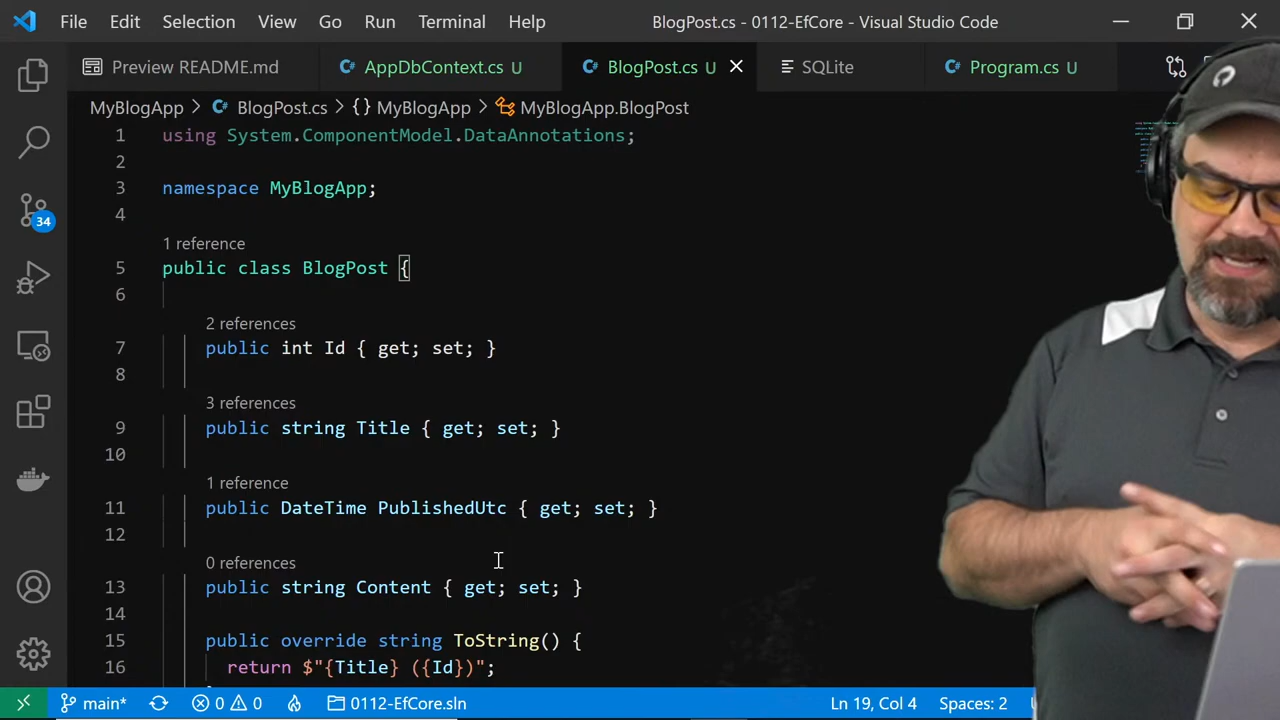 File Edit Selection View Go Run Terminal Help BlogPost.cs - 0112-EfCore - Visual Studio Code
Preview README.md C# AppDbContext.cs U C# BlogPost.cs U SQLite C# Program.cs U
MyBlogApp > C# BlogPost.cs > {} MyBlogApp > MyBlogApp.BlogPost
1 using System.ComponentModel.DataAnnotations;
2
3 namespace MyBlogApp;
4
1 reference
5 public class BlogPost {
6
2 references
7 public int Id { get; set; }
8
3 references
9 public string Title { get; set; }
10
1 reference
11 public DateTime PublishedUtc { get; set; }
12
0 references
13 public string Content { get; set; }
14
15 public override string ToString() {
16 return $"{Title} ({Id})";
34
main* 0 0 0112-EfCore.sln Ln 19, Col 4 Spaces: 2